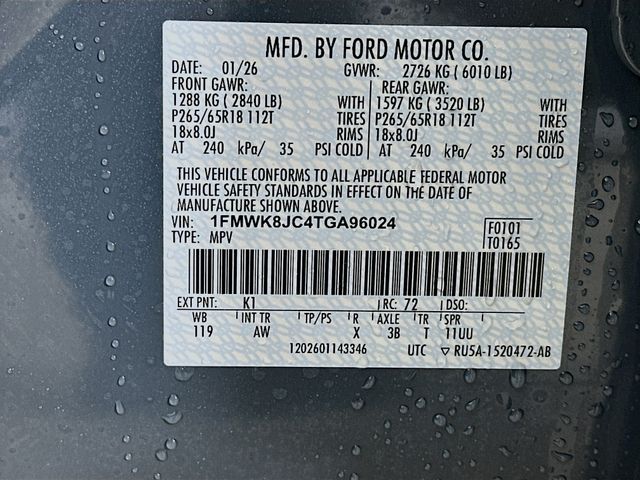 MFD. BY FORD MOTOR CO.
DATE: 01/26 GVWR: 2726 KG ( 6010 LB)
FRONT GAWR: REAR GAWR:
1288 KG ( 2840 LB) WITH 1597 KG ( 3520 LB) WITH
P265/65R18 112T TIRES P265/65R18 112T TIRES
18x8.0J RIMS 18x8.0J RIMS
AT 240 kPa/ 35 PSI COLD AT 240 kPa/ 35 PSI COLD
THIS VEHICLE CONFORMS TO ALL APPLICABLE FEDERAL MOTOR
VEHICLE SAFETY STANDARDS IN EFFECT ON THE DATE OF
MANUFACTURE SHOWN ABOVE.
VIN: 1FMWK8JC4TGA96024 F0101
TYPE: MPV T0165
EXT PNT: K1 RC: 72 DSO:
WB INT TR TP/PS R AXLE TR SPR
119 AW X 3B T 11UU
1202601143346 UTC ▽ RU5A-1520472-AB